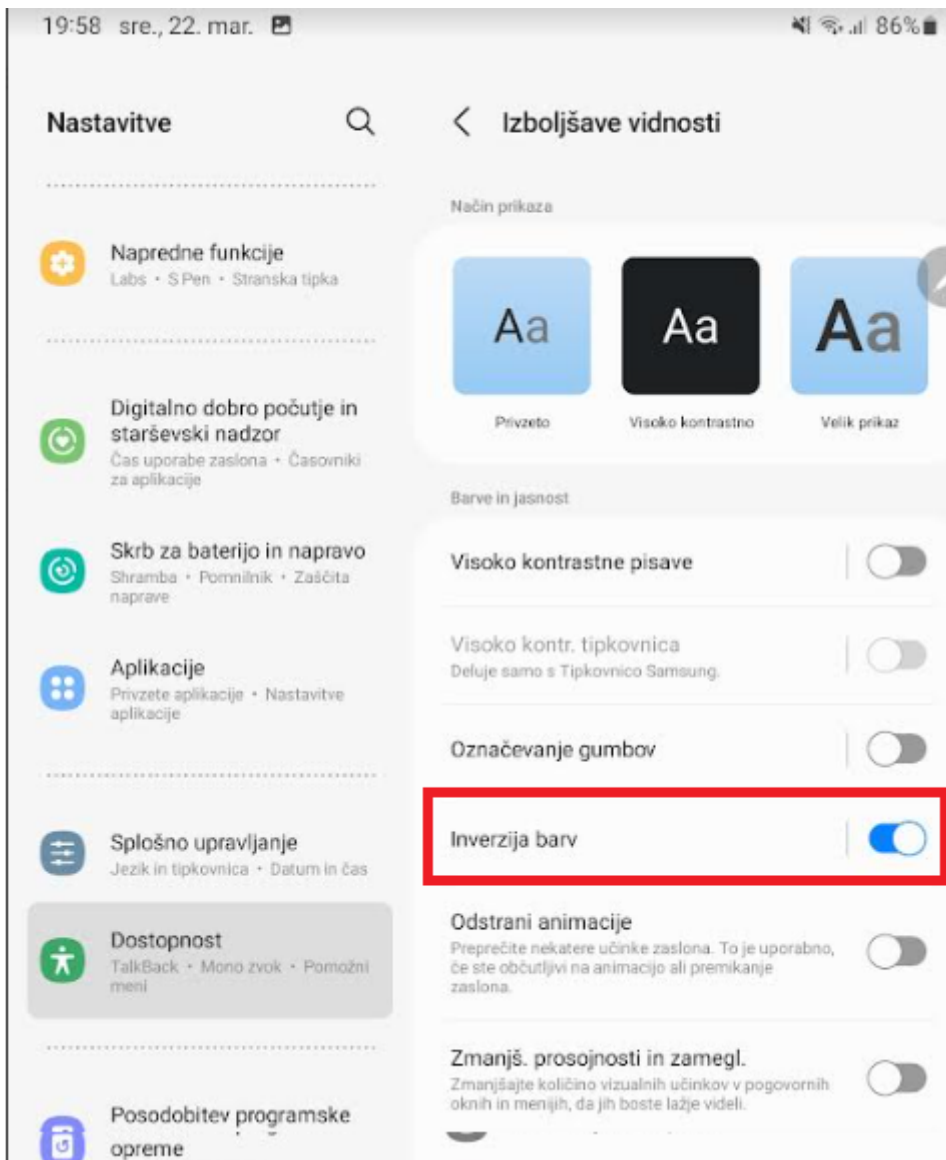 19:58 sre., 22. mar. 86%
Nastavitve
Napredne funkcije
Labs • S Pen • Stranska tipka
Digitalno dobro počutje in
starševski nadzor
Čas uporabe zaslona • Časovniki
za aplikacije
Skrb za baterijo in napravo
Shramba • Pomnilnik • Zaščita
naprave
Aplikacije
Privzete aplikacije • Nastavitve
aplikacije
Splošno upravljanje
Jezik in tipkovnica • Datum in čas
Dostopnost
TalkBack • Mono zvok • Pomožni
meni
Posodobitev programske
opreme
Izboljšave vidnosti
Način prikaza
Aa Aa Aa
Privzeto Visoko kontrastno Velik prikaz
Barve in jasnost
Visoko kontrastne pisave
Visoko kontr. tipkovnica
Deluje samo s Tipkovnico Samsung.
Označevanje gumbov
Inverzija barv
Odstrani animacije
Preprečite nekatere učinke zaslona. To je uporabno,
če ste občutljivi na animacijo ali premikanje
zaslona.
Zmanjš. prosojnosti in zamegl.
Zmanjšajte količino vizualnih učinkov v pogovornih
oknih in menijih, da jih boste lažje videli.